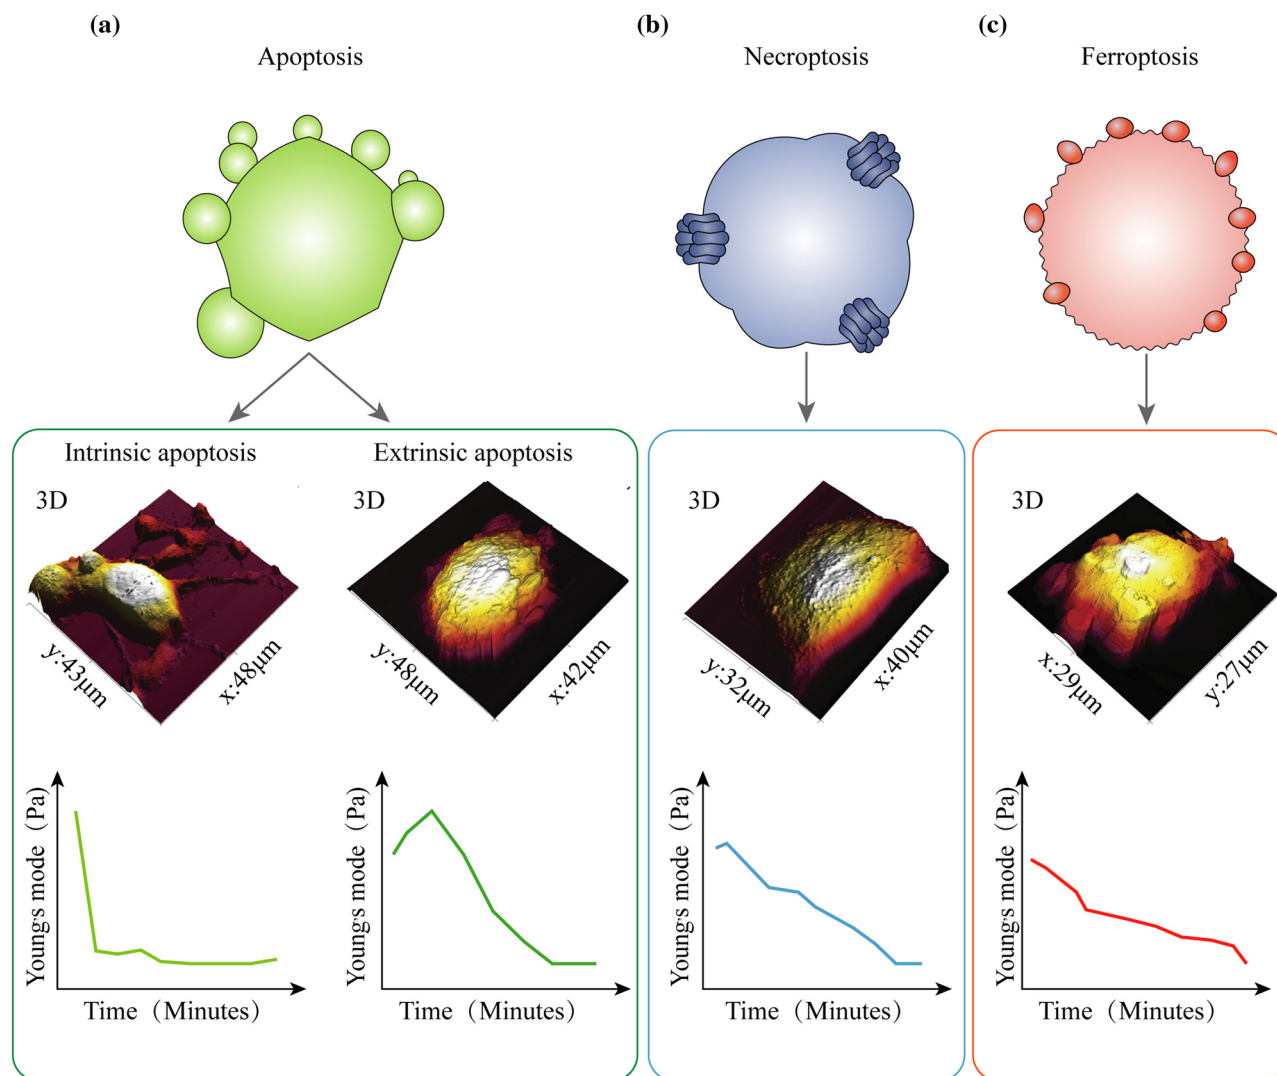 (a)
Apoptosis
(b)
Necroptosis
(c)
Ferroptosis
Intrinsic apoptosis
Extrinsic apoptosis
3D
y:43μm
x:48μm
3D
y:48μm
x:42μm
3D
y:32μm
x:40μm
3D
x:29μm
y:27μm
Young,s mode（Pa）
Time（Minutes）
Young,s mode（Pa）
Time（Minutes）
Young,s mode（Pa）
Time（Minutes）
Young,s mode（Pa）
Time（Minutes）